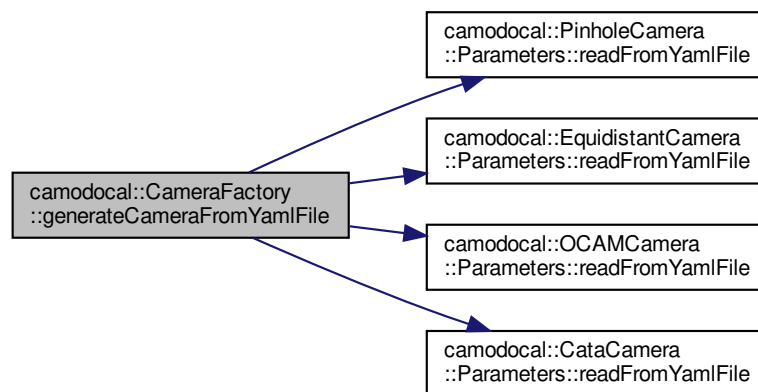 camodocal::PinholeCamera
::Parameters::readFromYamlFile
camodocal::EquidistantCamera
::Parameters::readFromYamlFile
camodocal::CameraFactory
::generateCameraFromYamlFile
camodocal::OCAMCamera
::Parameters::readFromYamlFile
camodocal::CataCamera
::Parameters::readFromYamlFile